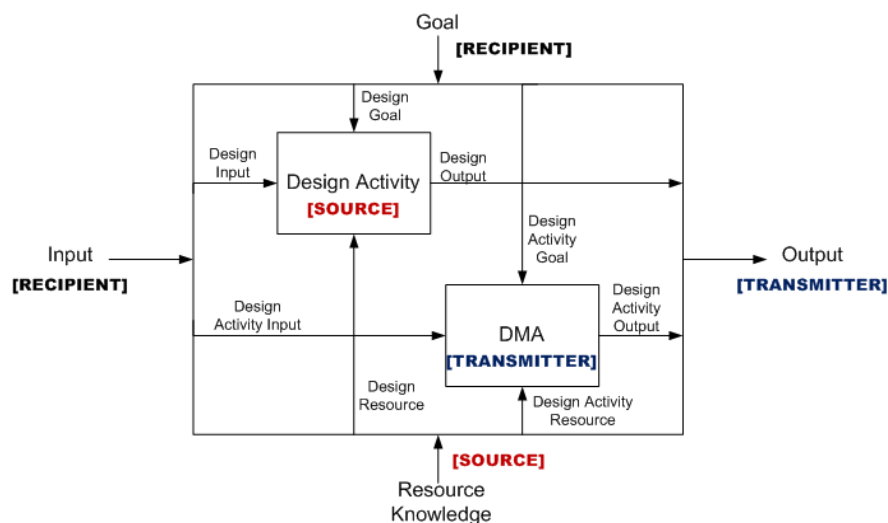 Goal
[RECIPIENT]
Design
Goal
Design
Input
Design Activity
[SOURCE]
Design
Output
Design
Activity
Goal
Input
[RECIPIENT]
Output
[TRANSMITTER]
Design
Activity Input
DMA
[TRANSMITTER]
Design
Activity
Output
Design
Resource
Design Activity
Resource
[SOURCE]
Resource
Knowledge